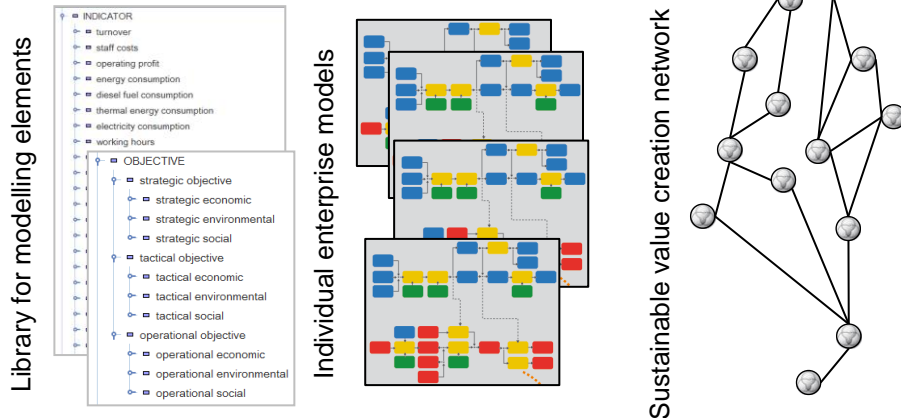 Library for modelling elements
INDICATOR
turnover
staff costs
operating profit
energy consumption
diesel fuel consumption
thermal energy consumption
electricity consumption
working hours
OBJECTIVE
strategic objective
strategic economic
strategic environmental
strategic social
tactical objective
tactical economic
tactical environmental
tactical social
operational objective
operational economic
operational environmental
operational social
Individual enterprise models
Sustainable value creation network